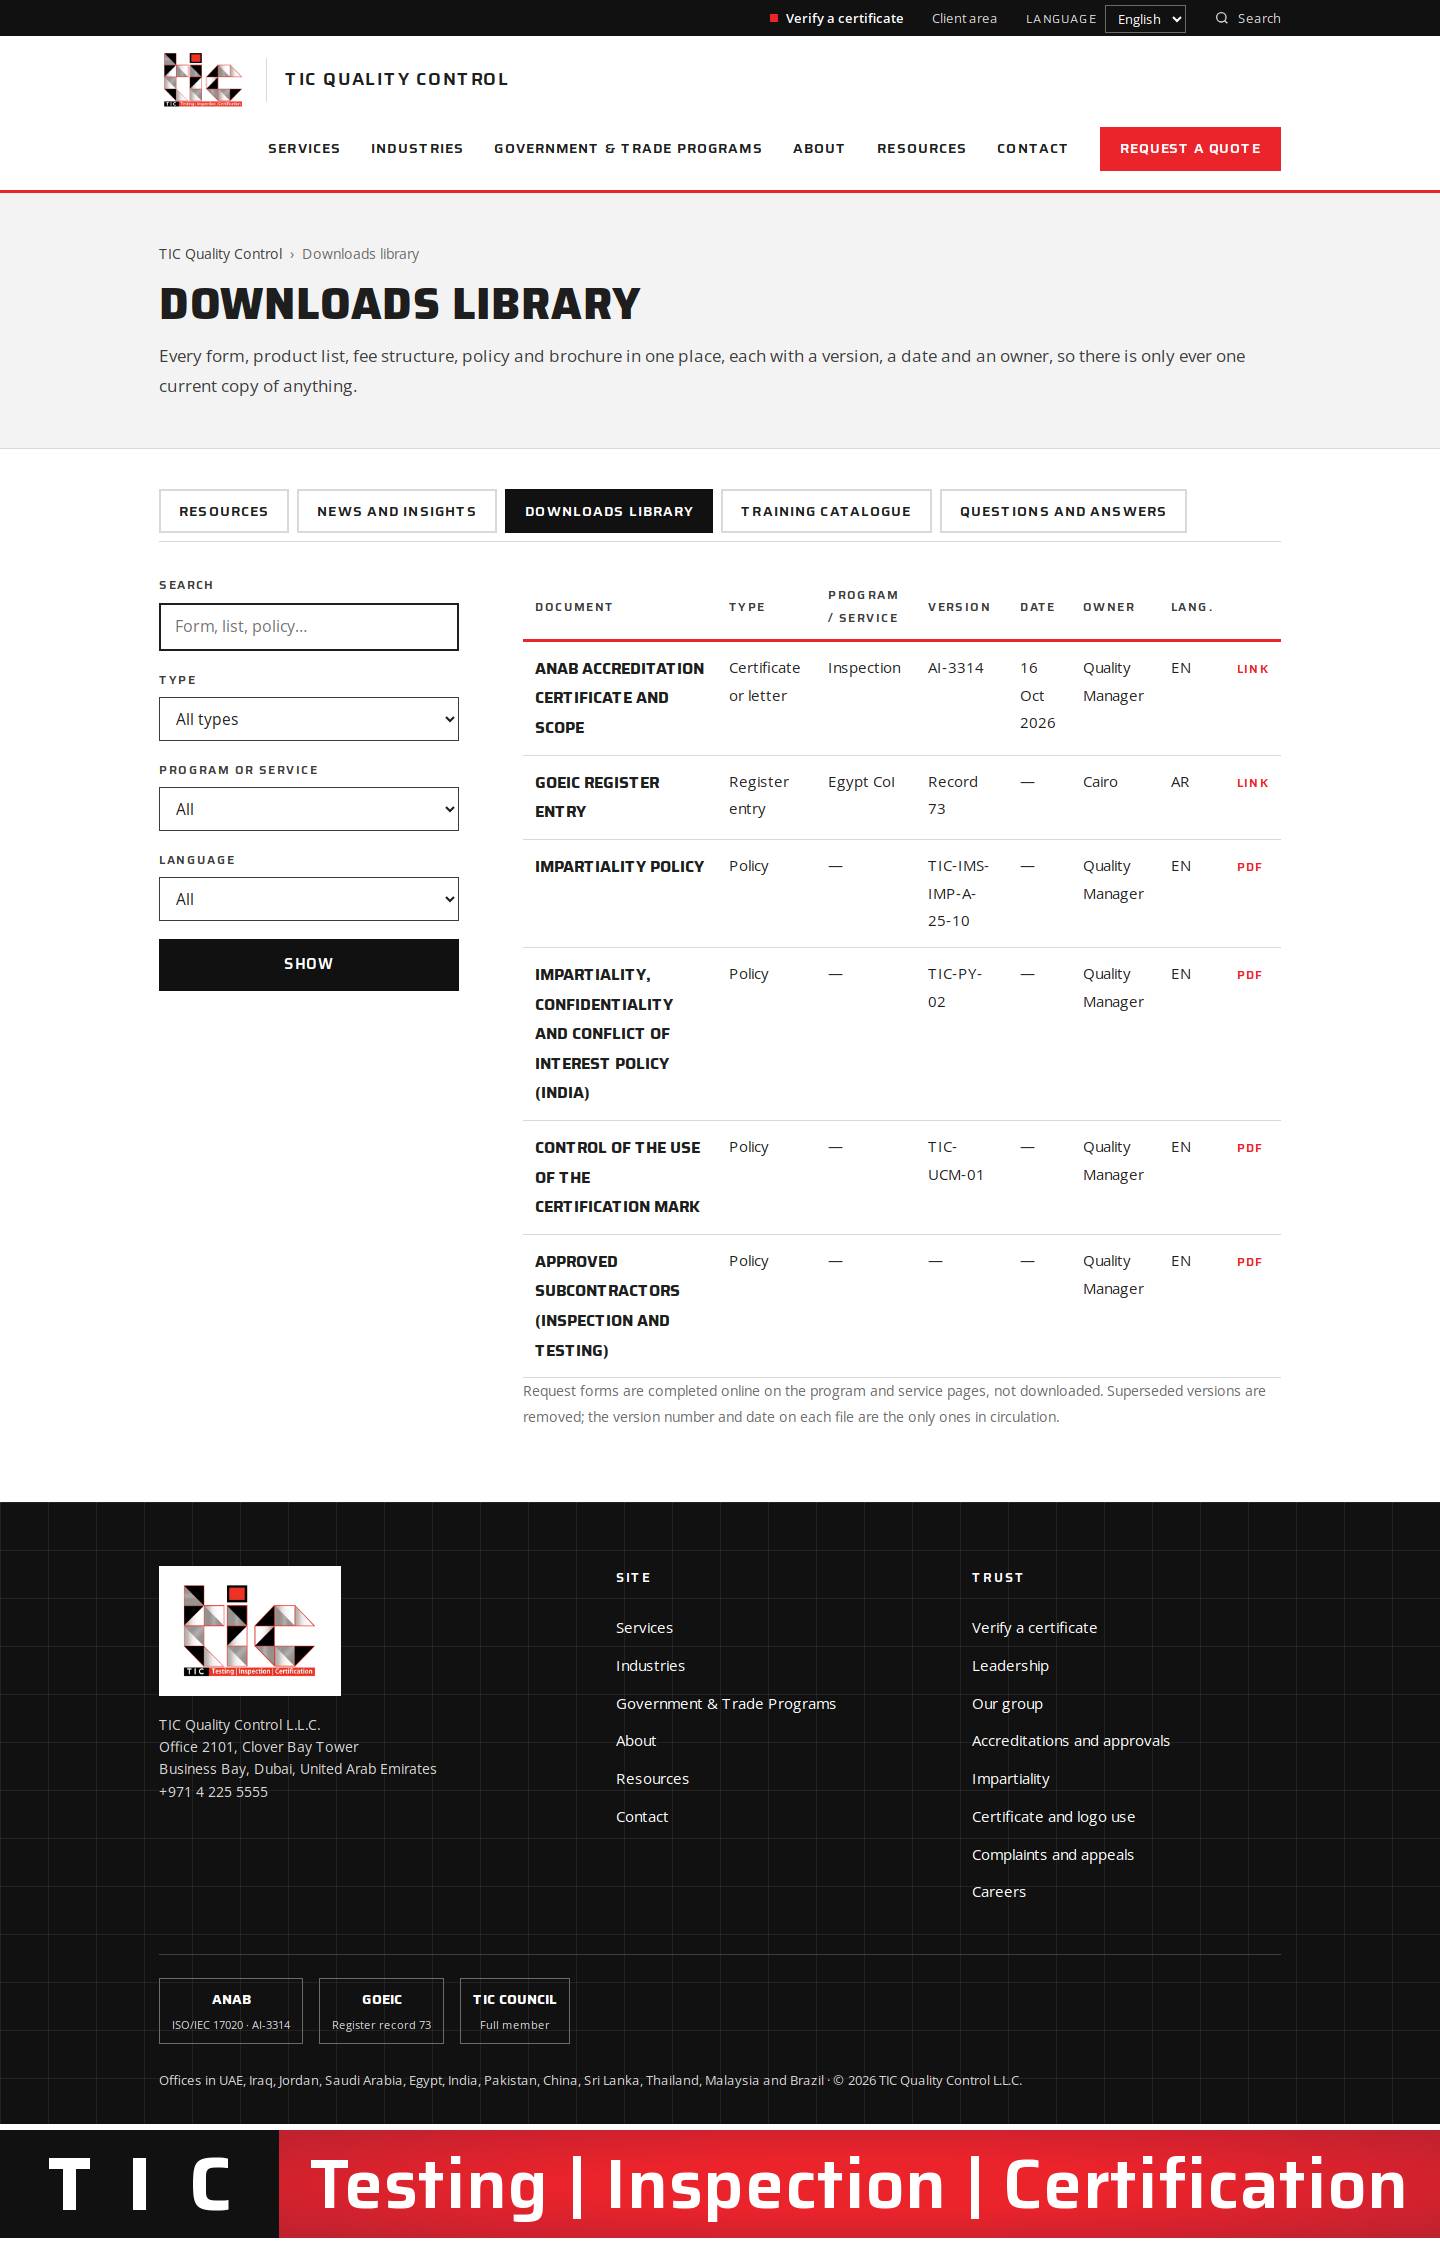 Verify a certificate Client area LANGUAGE English Search
tic
TIC Testing | Inspection | Certification
TIC QUALITY CONTROL
SERVICES INDUSTRIES GOVERNMENT & TRADE PROGRAMS ABOUT RESOURCES CONTACT REQUEST A QUOTE
TIC Quality Control › Downloads library
DOWNLOADS LIBRARY
Every form, product list, fee structure, policy and brochure in one place, each with a version, a date and an owner, so there is only ever one
current copy of anything.
RESOURCES NEWS AND INSIGHTS DOWNLOADS LIBRARY TRAINING CATALOGUE QUESTIONS AND ANSWERS
SEARCH
Form, list, policy...
TYPE
All types
PROGRAM OR SERVICE
All
LANGUAGE
All
SHOW
DOCUMENT TYPE PROGRAM VERSION DATE OWNER LANG.
/ SERVICE
ANAB ACCREDITATION Certificate Inspection AI-3314 16 Quality EN LINK
CERTIFICATE AND or letter Oct Manager
SCOPE 2026
GOEIC REGISTER Register Egypt CoI Record — Cairo AR LINK
ENTRY entry 73
IMPARTIALITY POLICY Policy — TIC-IMS- — Quality EN PDF
IMP-A- Manager
25-10
IMPARTIALITY, Policy — TIC-PY- — Quality EN PDF
CONFIDENTIALITY 02 Manager
AND CONFLICT OF
INTEREST POLICY
(INDIA)
CONTROL OF THE USE Policy — TIC- — Quality EN PDF
OF THE UCM-01 Manager
CERTIFICATION MARK
APPROVED Policy — — — Quality EN PDF
SUBCONTRACTORS Manager
(INSPECTION AND
TESTING)
Request forms are completed online on the program and service pages, not downloaded. Superseded versions are
removed; the version number and date on each file are the only ones in circulation.
tic
TIC Testing | Inspection | Certification
TIC Quality Control L.L.C.
Office 2101, Clover Bay Tower
Business Bay, Dubai, United Arab Emirates
+971 4 225 5555
SITE
Services
Industries
Government & Trade Programs
About
Resources
Contact
TRUST
Verify a certificate
Leadership
Our group
Accreditations and approvals
Impartiality
Certificate and logo use
Complaints and appeals
Careers
ANAB
ISO/IEC 17020 · AI-3314
GOEIC
Register record 73
TIC COUNCIL
Full member
Offices in UAE, Iraq, Jordan, Saudi Arabia, Egypt, India, Pakistan, China, Sri Lanka, Thailand, Malaysia and Brazil · © 2026 TIC Quality Control L.L.C.
TIC Testing | Inspection | Certification